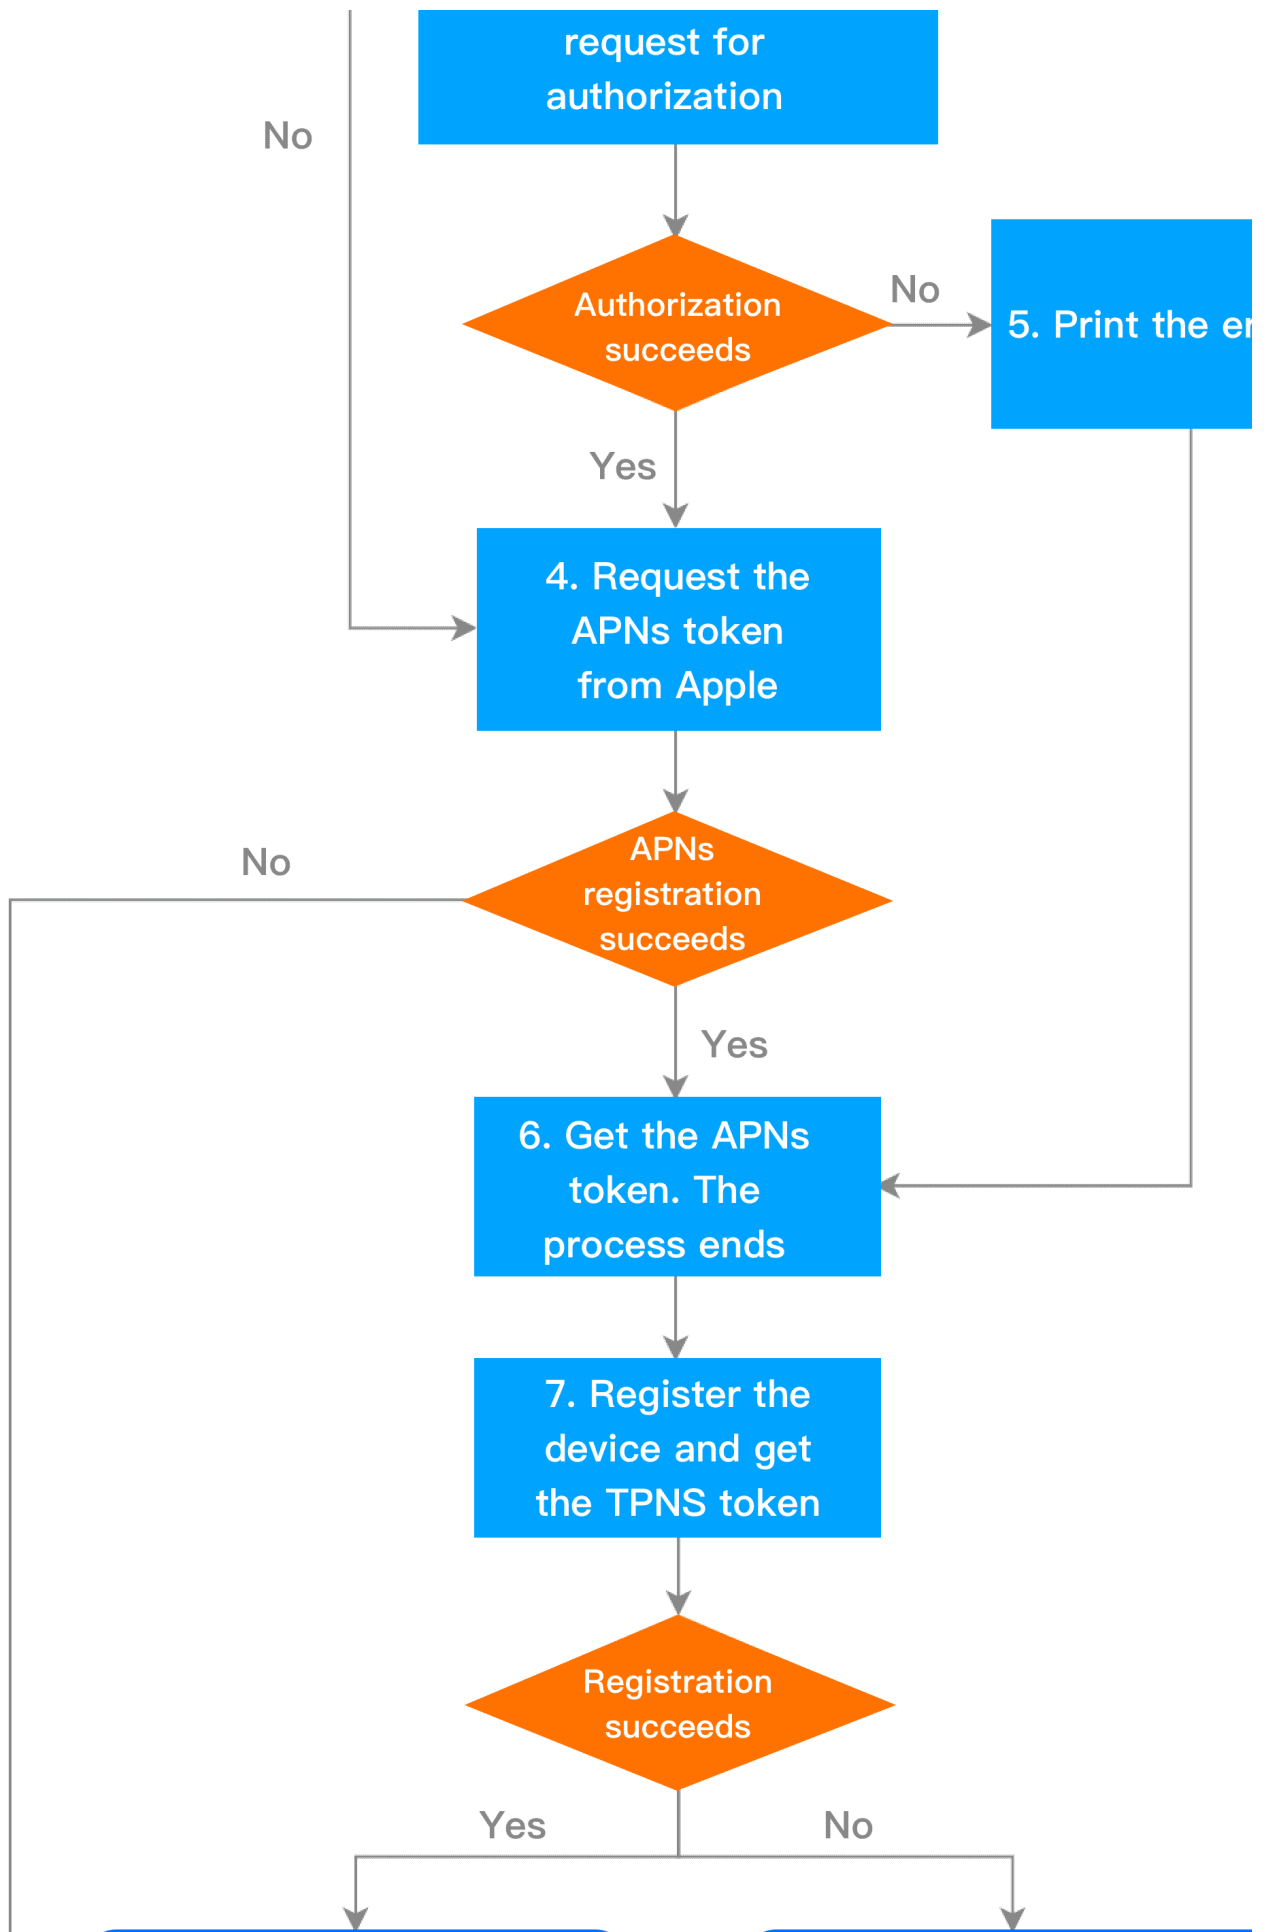 request for
authorization
No
Authorization
succeeds
No
5. Print the er
Yes
4. Request the
APNs token
from Apple
APNs
registration
succeeds
No
Yes
6. Get the APNs
token. The
process ends
7. Register the
device and get
the TPNS token
Registration
succeeds
Yes
No